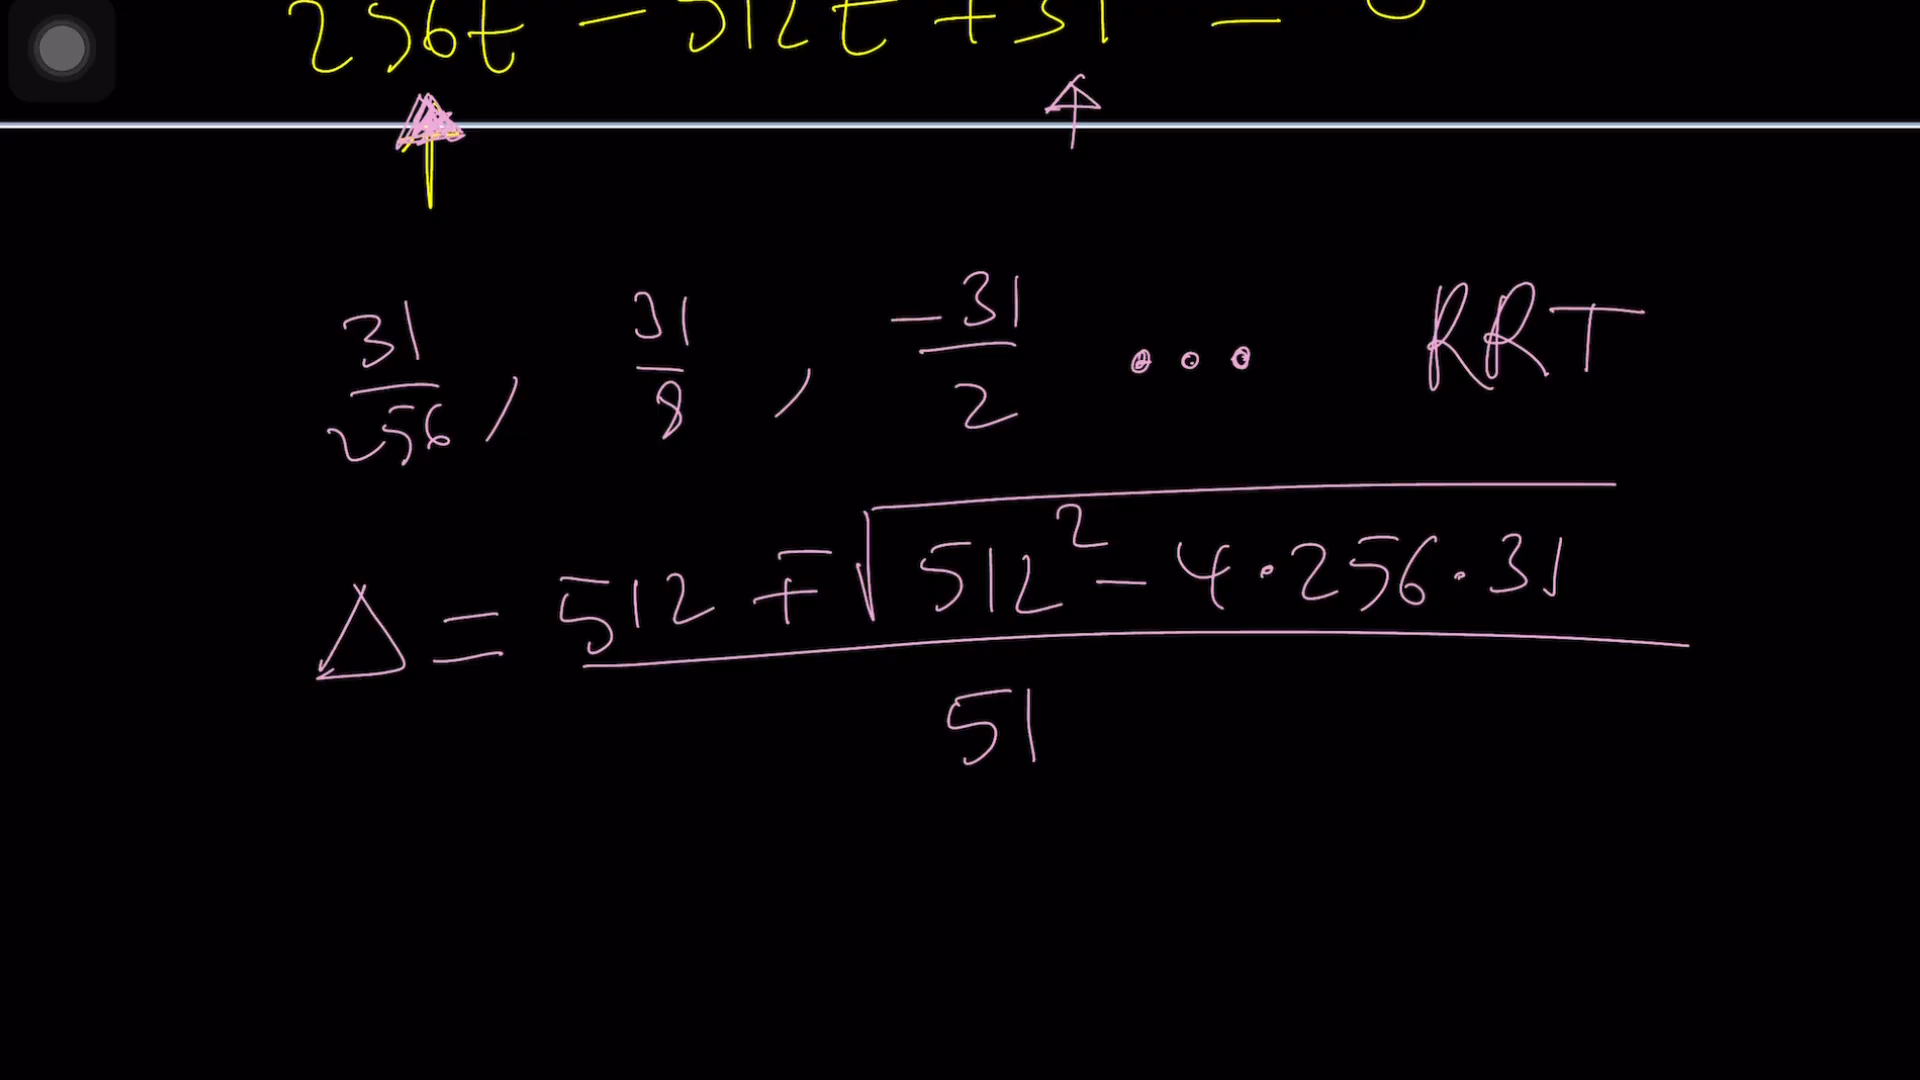 256t - 512t + 31 = 0
31/256, 31/8, -31/2 ... RRT
Δ = 512 ∓ √512² - 4·256·31
51